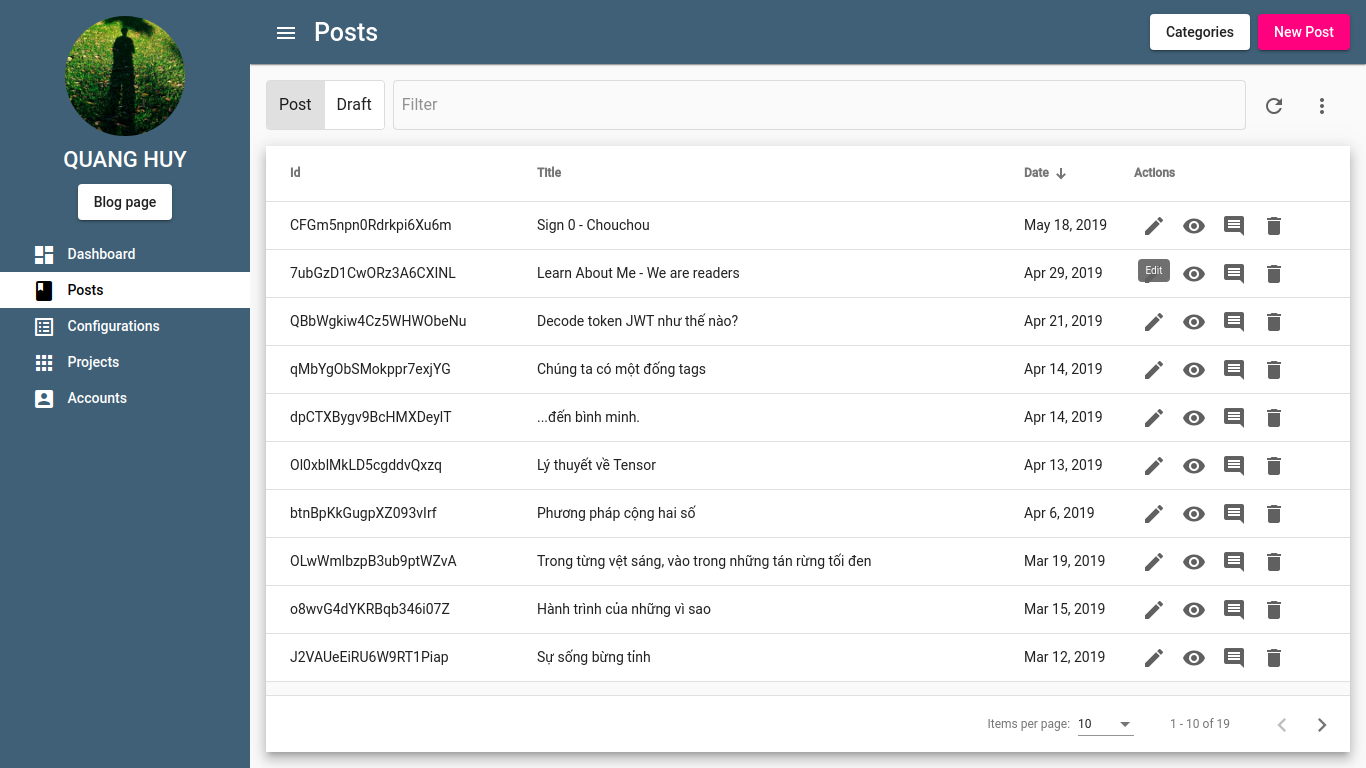 QUANG HUY
Blog page
Dashboard
Posts
Configurations
Projects
Accounts
Posts
Categories
New Post
Post
Draft
Filter
Id Title Date Actions
CFGm5npn0Rdrkpi6Xu6m Sign 0 - Chouchou May 18, 2019
7ubGzD1CwORz3A6CXINL Learn About Me - We are readers Apr 29, 2019 Edit
QBbWgkiw4Cz5WHWObeNu Decode token JWT như thế nào? Apr 21, 2019
qMbYgObSMokppr7exjYG Chúng ta có một đống tags Apr 14, 2019
dpCTXBygv9BcHMXDeyIT ...đến bình minh. Apr 14, 2019
Ol0xblMkLD5cgddvQxzq Lý thuyết về Tensor Apr 13, 2019
btnBpKkGugpXZ093vIrf Phương pháp cộng hai số Apr 6, 2019
OLwWmlbzpB3ub9ptWZvA Trong từng vệt sáng, vào trong những tán rừng tối đen Mar 19, 2019
o8wvG4dYKRBqb346i07Z Hành trình của những vì sao Mar 15, 2019
J2VAUeEiRU6W9RT1Piap Sự sống bừng tỉnh Mar 12, 2019
Items per page: 10 1 - 10 of 19